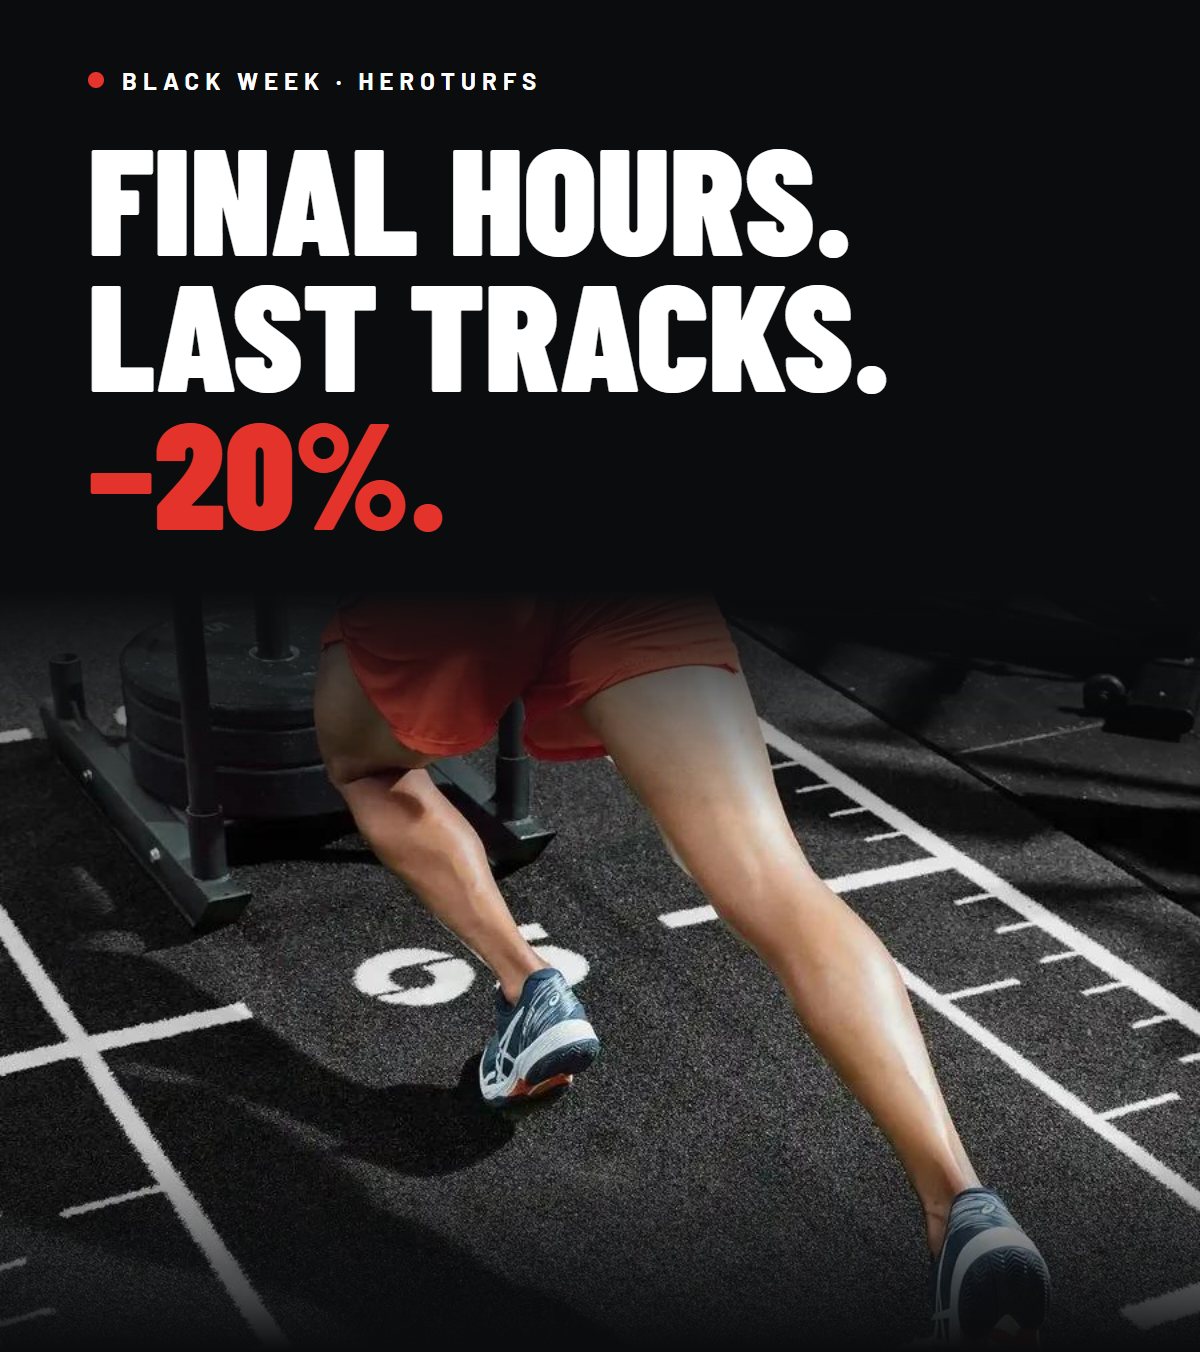 BLACK WEEK · HEROTURFS
FINAL HOURS.
LAST TRACKS.
–20%.